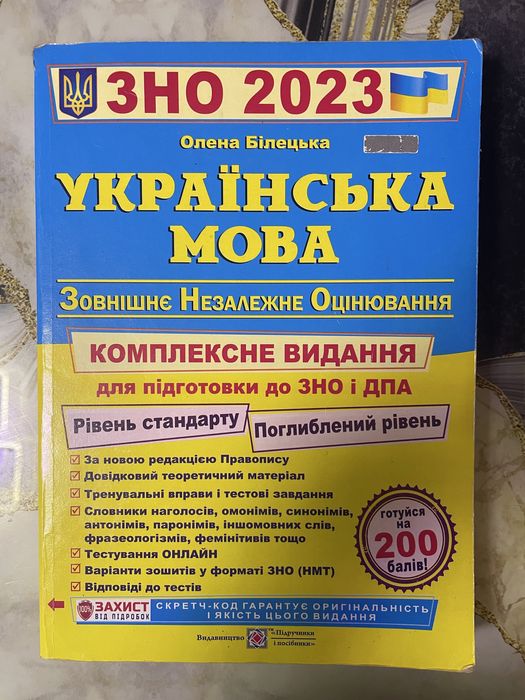 ЗНО 2023
Олена Білецька
УКРАЇНСЬКА
МОВА
Зовнішнє Незалежне Оцінювання
КОМПЛЕКСНЕ ВИДАННЯ
для підготовки до ЗНО і ДПА
Рівень стандарту
Поглиблений рівень
За новою редакцією Правопису
Довідковий теоретичний матеріал
Тренувальні вправи і тестові завдання
Словники наголосів, омонімів, синонімів,
антонімів, паронімів, іншомовних слів,
фразеологізмів, фемінітивів тощо
Тестування ОНЛАЙН
Варіанти зошитів у форматі ЗНО (НМТ)
Відповіді до тестів
готуйся
на
200
балів!
100%
ЗАХИСТ
ВІД ПІДРОБОК
СКРЕТЧ-КОД ГАРАНТУЄ ОРИГІНАЛЬНІСТЬ
І ЯКІСТЬ ЦЬОГО ВИДАННЯ
Видавництво
™ «Підручники
і посібники»